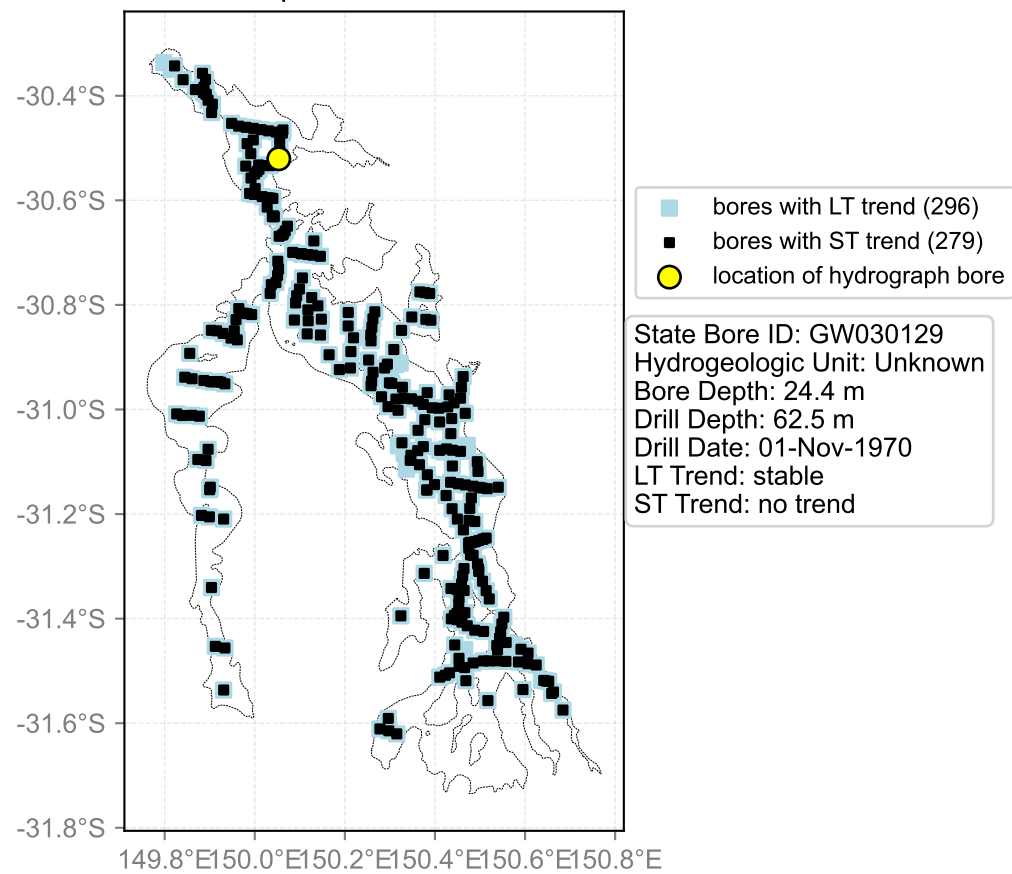 -30.4°S
-30.6°S
-30.8°S
-31.0°S
-31.2°S
-31.4°S
-31.6°S
-31.8°S
149.8°E150.0°E150.2°E150.4°E150.6°E150.8°E
bores with LT trend (296)
bores with ST trend (279)
location of hydrograph bore
State Bore ID: GW030129
Hydrogeologic Unit: Unknown
Bore Depth: 24.4 m
Drill Depth: 62.5 m
Drill Date: 01-Nov-1970
LT Trend: stable
ST Trend: no trend